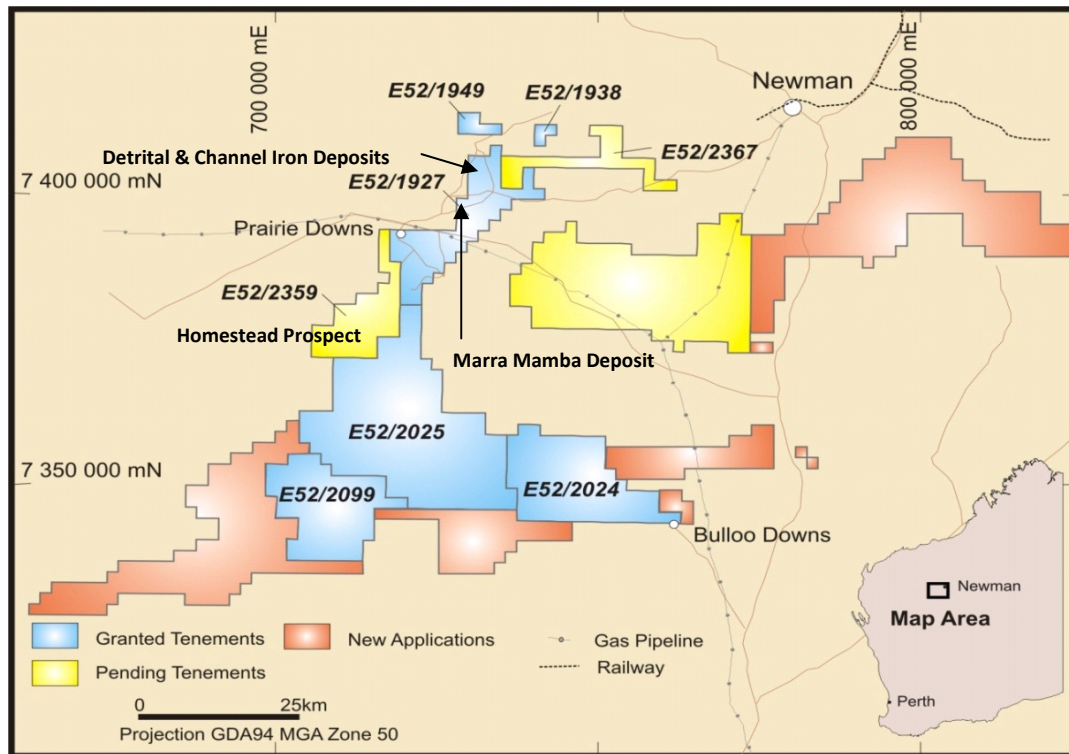 700 000 mE
800 000 mE
Newman
E52/1949
E52/1938
Detrital & Channel Iron Deposits
E52/2367
7 400 000 mN
E52/1927
Prairie Downs
E52/2359
Homestead Prospect
Marra Mamba Deposit
E52/2025
7 350 000 mN
E52/2099
E52/2024
Bulloo Downs
Newman
Map Area
Perth
Granted Tenements
New Applications
Gas Pipeline
Pending Tenements
Railway
0 25km
Projection GDA94 MGA Zone 50